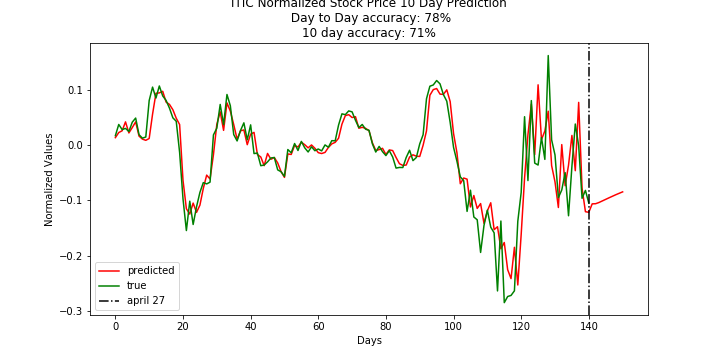 ITIC Normalized Stock Price 10 Day Prediction
Day to Day accuracy: 78%
10 day accuracy: 71%
0.1
0.0
−0.1
−0.2
−0.3
Normalized Values
predicted
true
april 27
0 20 40 60 80 100 120 140
Days